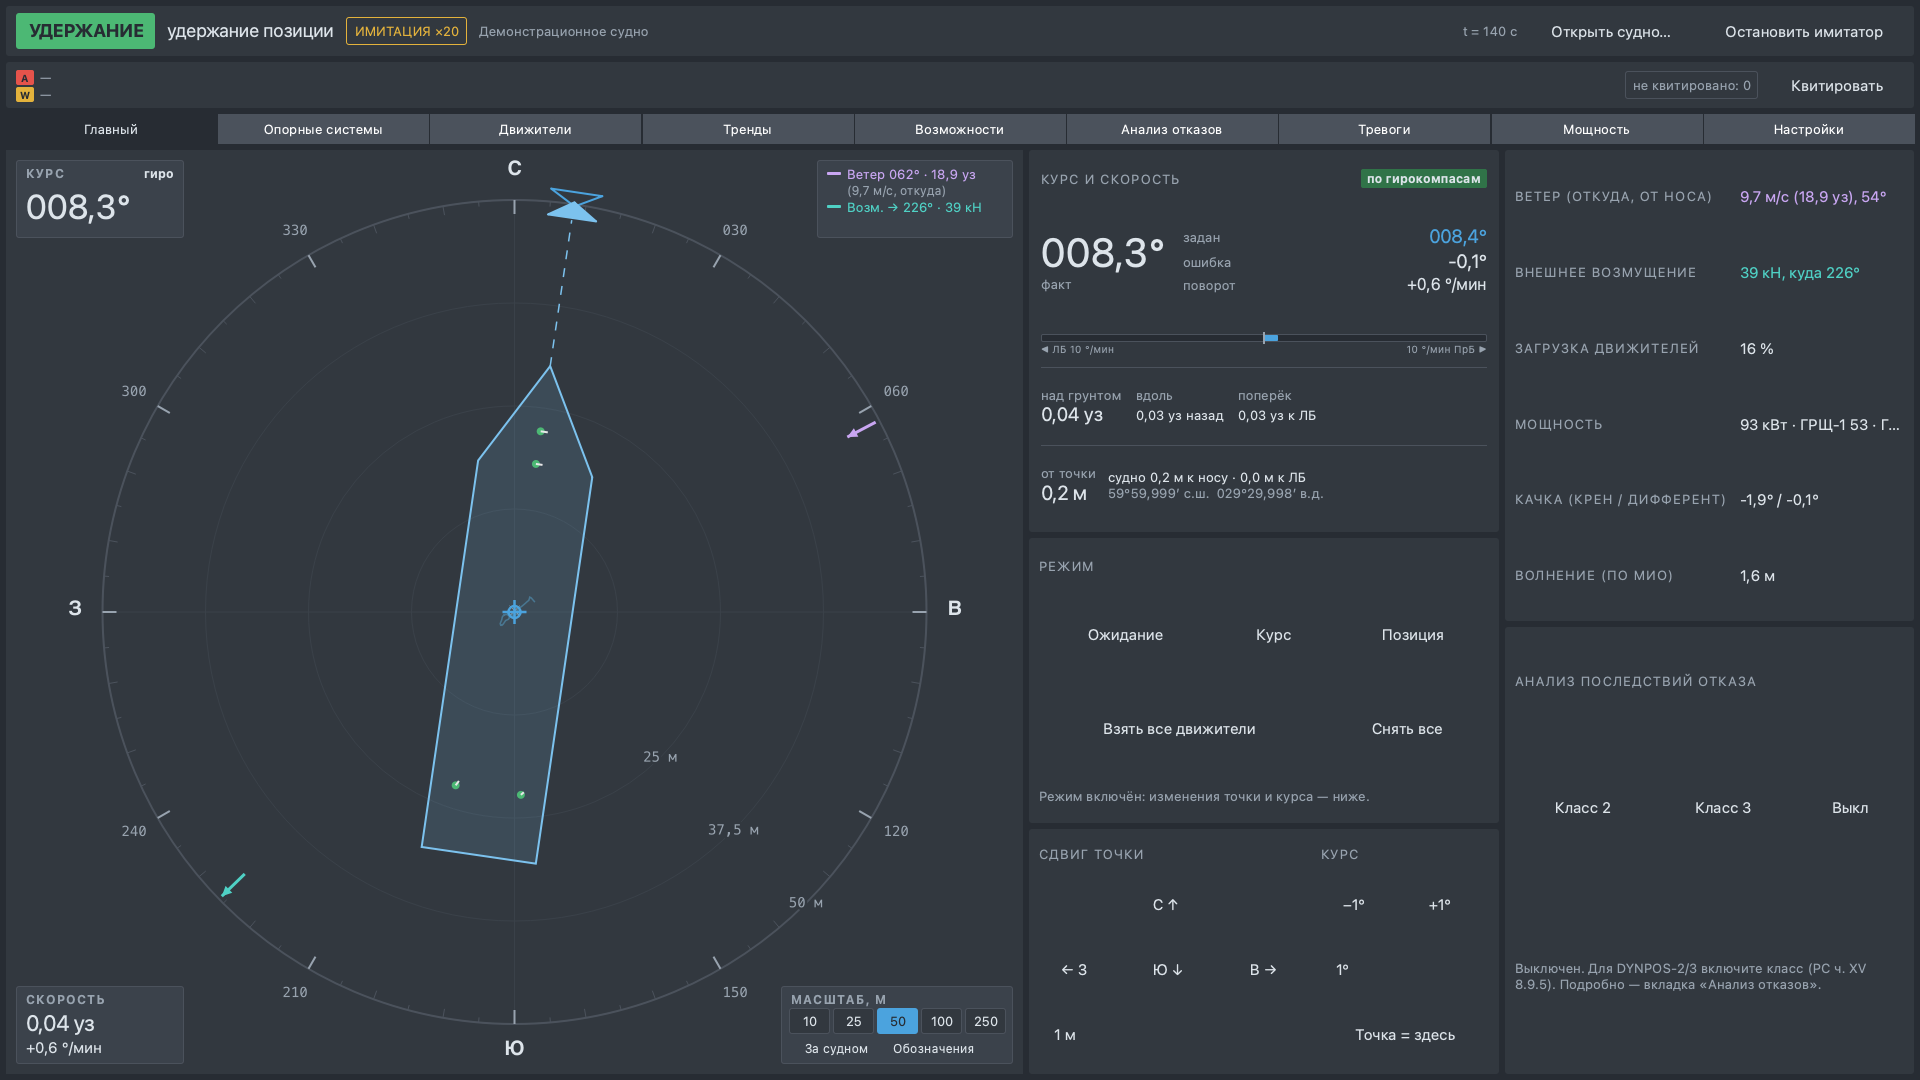 УДЕРЖАНИЕ удержание позиции ИМИТАЦИЯ ×20 Демонстрационное судно t = 140 с Открыть судно... Остановить имитатор
A —
W —
не квитировано: 0 Квитировать
Главный Опорные системы Движители Тренды Возможности Анализ отказов Тревоги Мощность Настройки
КУРС гиро
008,3°
С
Ветер 062° · 18,9 уз
(9,7 м/с, откуда)
Возм. → 226° · 39 кН
330 030
300 060
З В
25 м
240 37,5 м 120
50 м
210 150
Ю
СКОРОСТЬ
0,04 уз
+0,6 °/мин
МАСШТАБ, М
10 25 50 100 250
За судном Обозначения
КУРС И СКОРОСТЬ по гирокомпасам
008,3°
факт
задан 008,4°
ошибка -0,1°
поворот +0,6 °/мин
◄ ЛБ 10 °/мин 10 °/мин ПрБ ►
над грунтом вдоль поперёк
0,04 уз 0,03 уз назад 0,03 уз к ЛБ
от точки судно 0,2 м к носу · 0,0 м к ЛБ
0,2 м 59°59,999′ с.ш. 029°29,998′ в.д.
РЕЖИМ
Ожидание Курс Позиция
Взять все движители Снять все
Режим включён: изменения точки и курса — ниже.
СДВИГ ТОЧКИ КУРС
С ↑ −1° +1°
← З Ю ↓ В → 1°
1 м Точка = здесь
ВЕТЕР (ОТКУДА, ОТ НОСА) 9,7 м/с (18,9 уз), 54°
ВНЕШНЕЕ ВОЗМУЩЕНИЕ 39 кН, куда 226°
ЗАГРУЗКА ДВИЖИТЕЛЕЙ 16 %
МОЩНОСТЬ 93 кВт · ГРЩ-1 53 · Г...
КАЧКА (КРЕН / ДИФФЕРЕНТ) -1,9° / -0,1°
ВОЛНЕНИЕ (ПО МИО) 1,6 м
АНАЛИЗ ПОСЛЕДСТВИЙ ОТКАЗА
Класс 2 Класс 3 Выкл
Выключен. Для DYNPOS-2/3 включите класс (РС ч. XV
8.9.5). Подробно — вкладка «Анализ отказов».